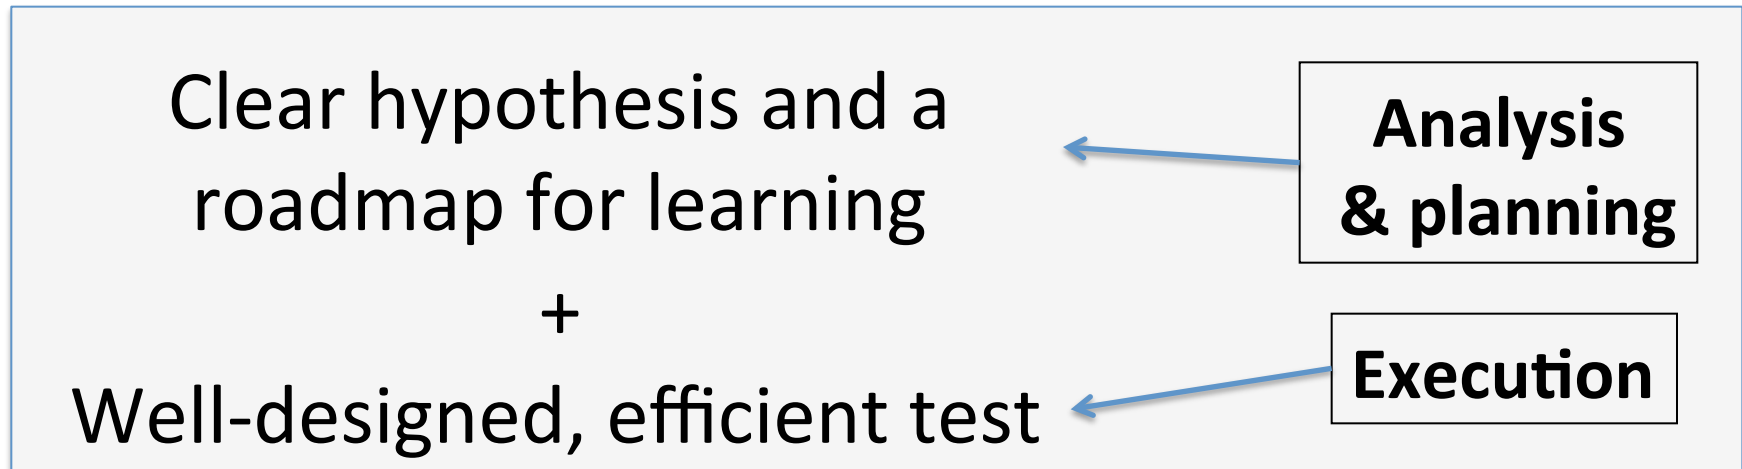 Clear hypothesis and a
roadmap for learning
+
Well-designed, efficient test
Analysis
& planning
Execution